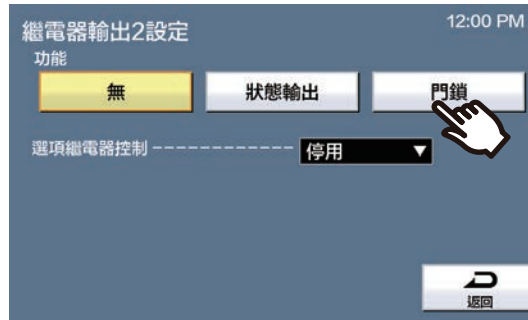 繼電器輸出2設定
12:00 PM
功能
無
狀態輸出
門鎖
選項繼電器控制 ------------ 停用 ▼
返回